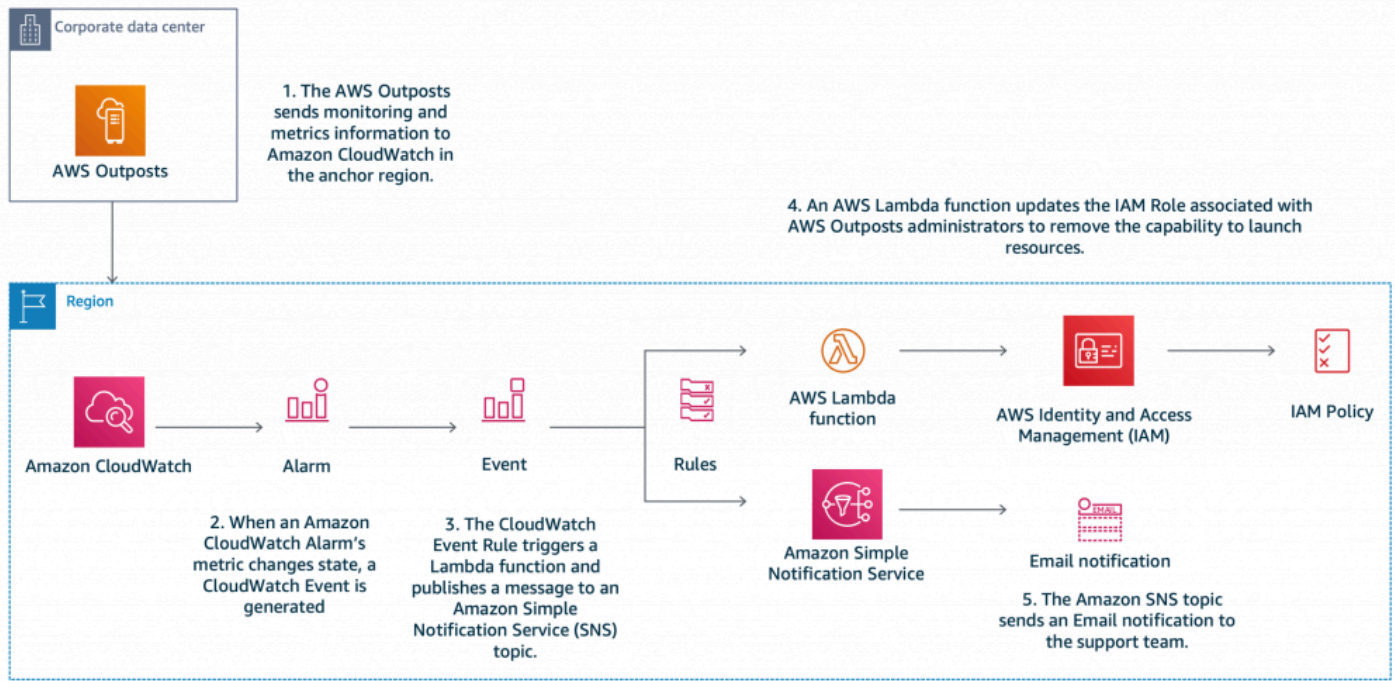 Corporate data center
AWS Outposts
1. The AWS Outposts
sends monitoring and
metrics information to
Amazon CloudWatch in
the anchor region.
4. An AWS Lambda function updates the IAM Role associated with
AWS Outposts administrators to remove the capability to launch
resources.
Region
Amazon CloudWatch
Alarm
Event
Rules
AWS Lambda
function
AWS Identity and Access
Management (IAM)
IAM Policy
2. When an Amazon
CloudWatch Alarm's
metric changes state, a
CloudWatch Event is
generated
3. The CloudWatch
Event Rule triggers a
Lambda function and
publishes a message to an
Amazon Simple
Notification Service (SNS)
topic.
Amazon Simple
Notification Service
EMAIL
Email notification
5. The Amazon SNS topic
sends an Email notification to
the support team.